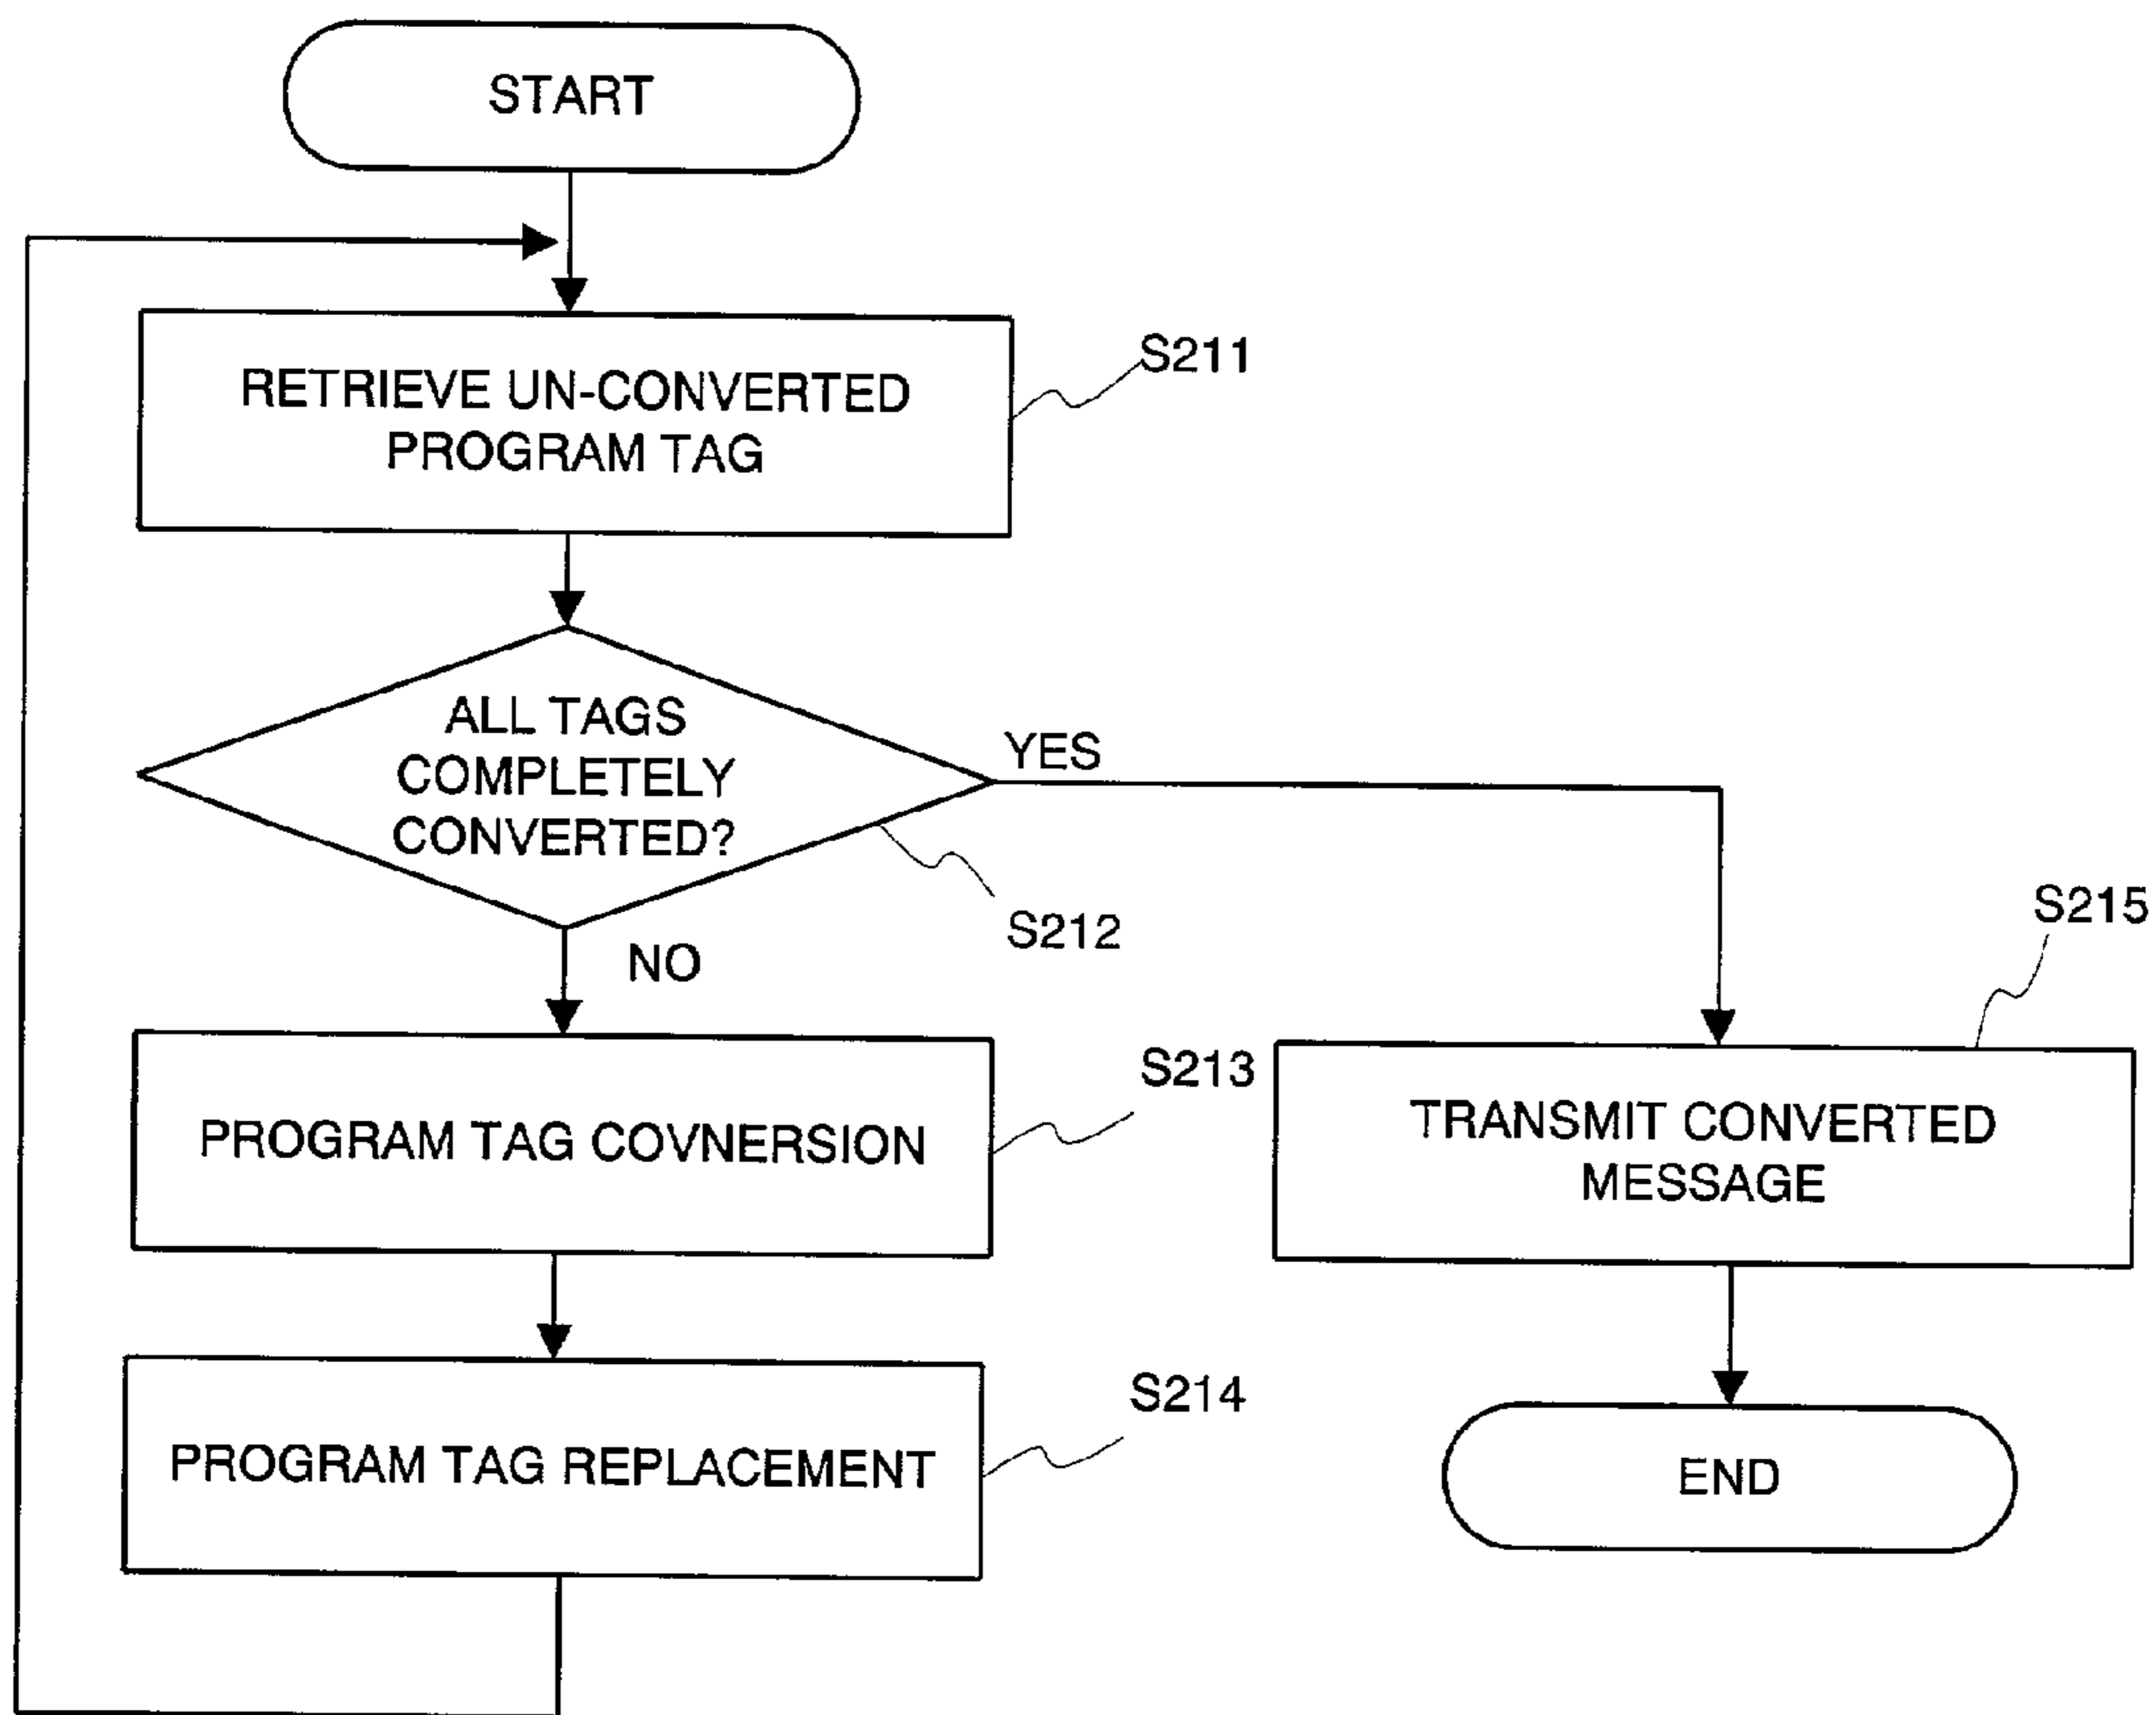 START
S211
RETRIEVE UN-CONVERTED
PROGRAM TAG
ALL TAGS
COMPLETELY
CONVERTED?
YES
S212
NO
S213
PROGRAM TAG COVNERSION
S214
PROGRAM TAG REPLACEMENT
S215
TRANSMIT CONVERTED
MESSAGE
END